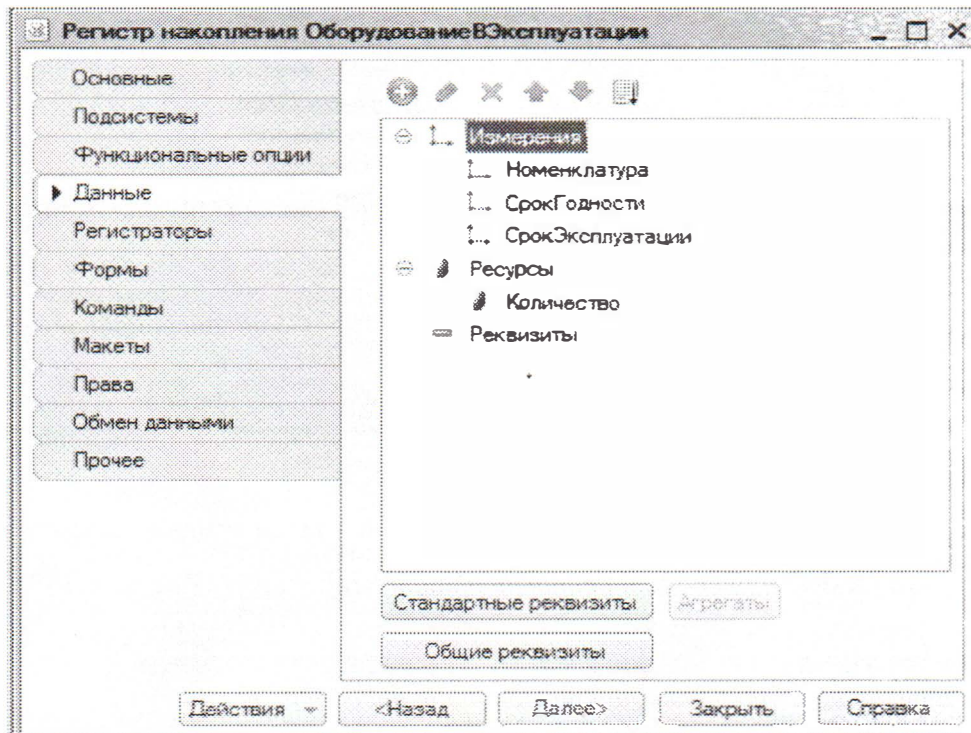 Регистр накопления ОборудованиеВЭксплуатации
Основные
Подсистемы
Функциональные опции
Данные
Регистраторы
Формы
Команды
Макеты
Права
Обмен данными
Прочее
Измерения
Номенклатура
СрокГодности
СрокЭксплуатации
Ресурсы
Количество
Реквизиты
Стандартные реквизиты
Агрегаты
Общие реквизиты
Действия
<Назад
Далее>
Закрыть
Справка